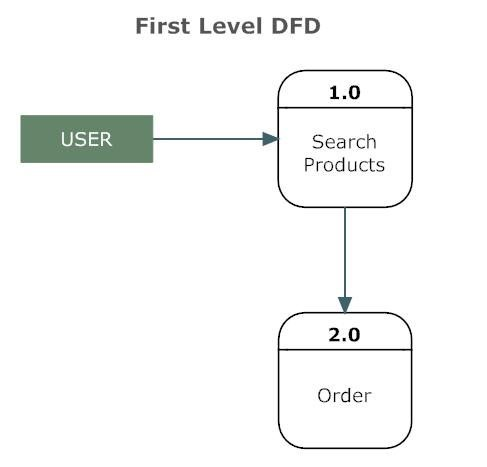 First Level DFD
1.0
USER
Search
Products
2.0
Order